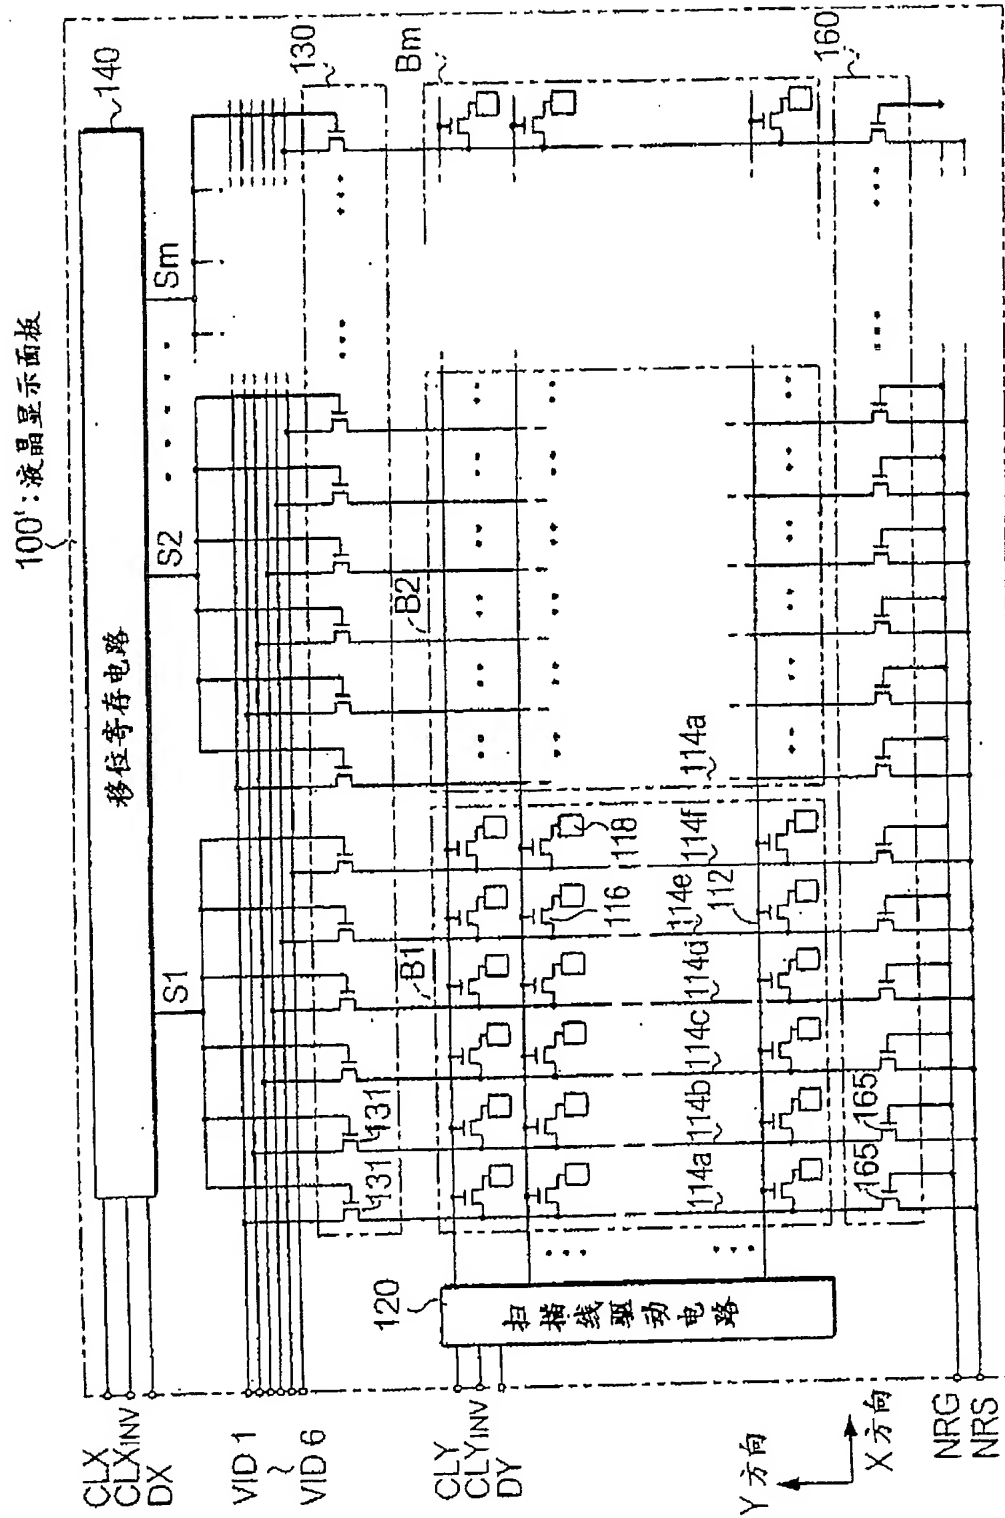 100': 液晶显示面板
140
移位寄存电路
S1
S2
Sm
CLX
CLXINV
DX
VID 1
~
VID 6
130
131
131
B1
B2
Bm
120
扫描线驱动电路
CLY
CLYINV
DY
116
118
112
114a
114b
114c
114d
114e
114f
114a
160
165
165
Y 方向
X 方向
NRG
NRS